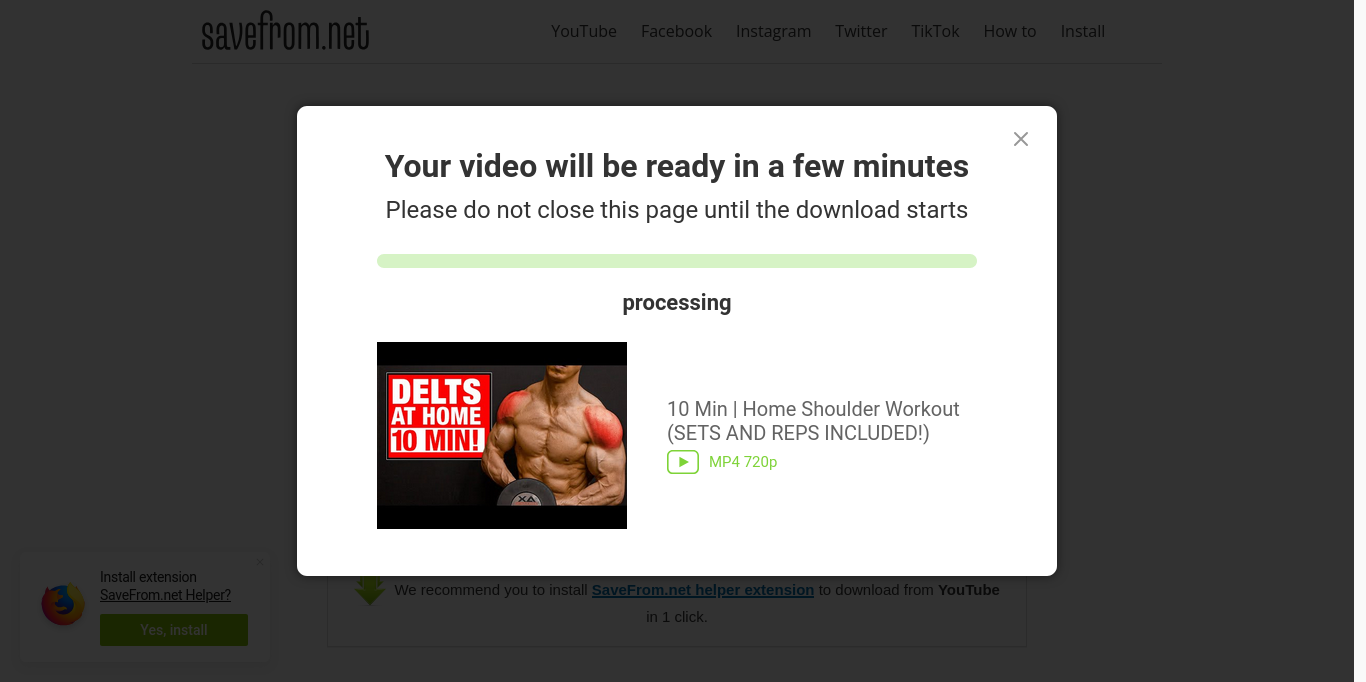 savefrom.net
YouTube Facebook Instagram Twitter TikTok How to Install
Your video will be ready in a few minutes
Please do not close this page until the download starts
processing
DELTS
AT HOME
10 MIN!
XA
10 Min | Home Shoulder Workout
(SETS AND REPS INCLUDED!)
MP4 720p
Install extension
SaveFrom.net Helper?
Yes, install
We recommend you to install SaveFrom.net helper extension to download from YouTube
in 1 click.